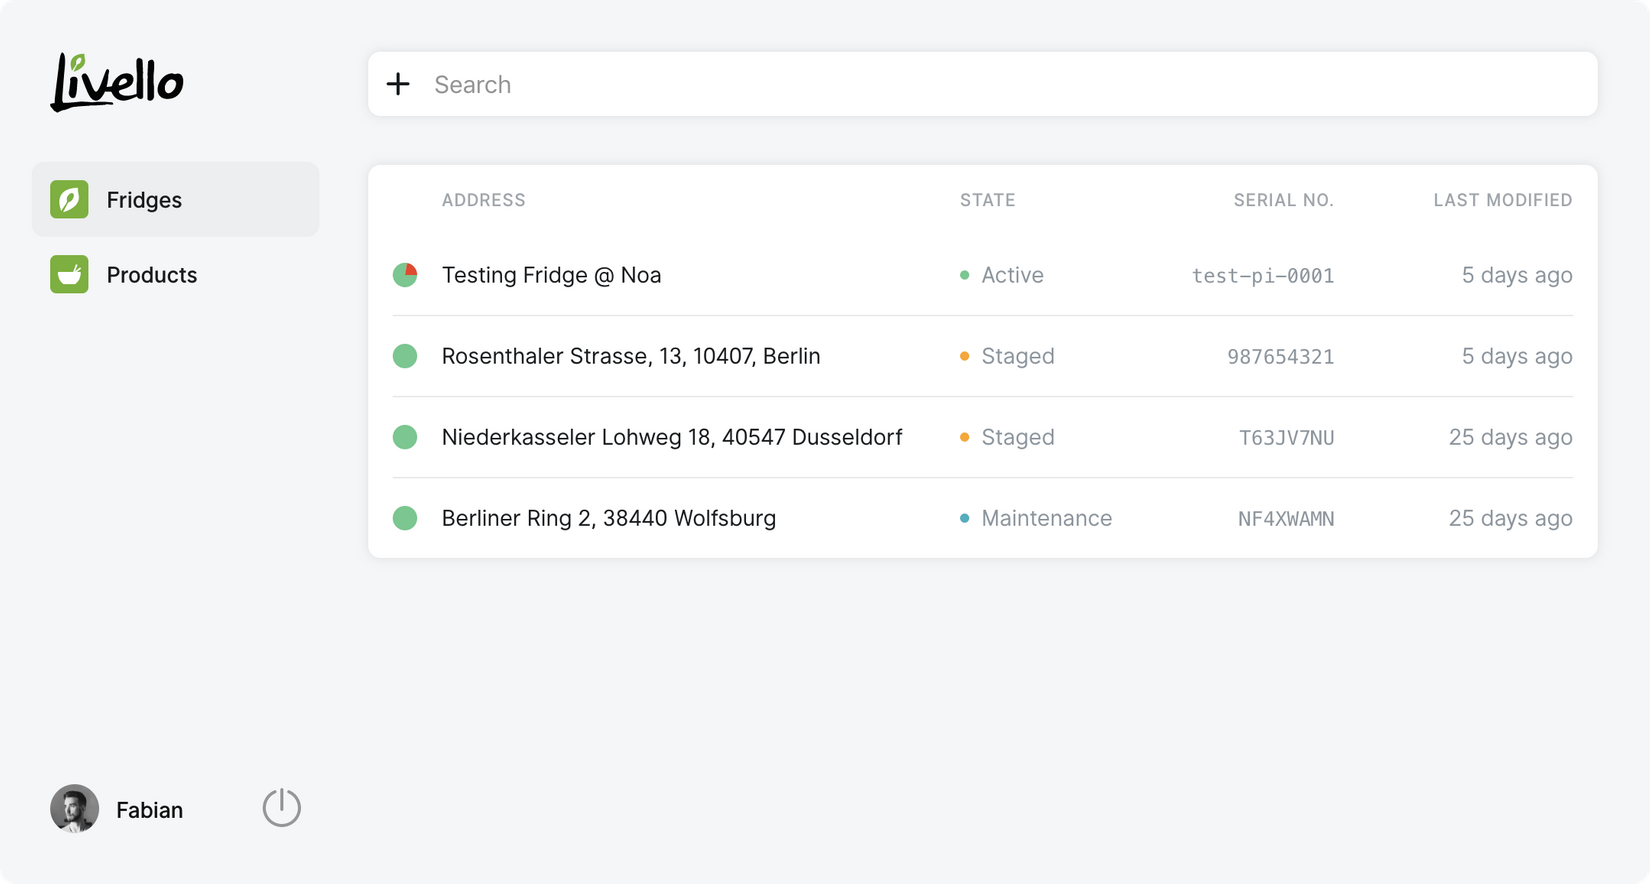 Livello
Search
Fridges
Products
ADDRESS STATE SERIAL NO. LAST MODIFIED
Testing Fridge @ Noa Active test-pi-0001 5 days ago
Rosenthaler Strasse, 13, 10407, Berlin Staged 987654321 5 days ago
Niederkasseler Lohweg 18, 40547 Dusseldorf Staged T63JV7NU 25 days ago
Berliner Ring 2, 38440 Wolfsburg Maintenance NF4XWAMN 25 days ago
Fabian